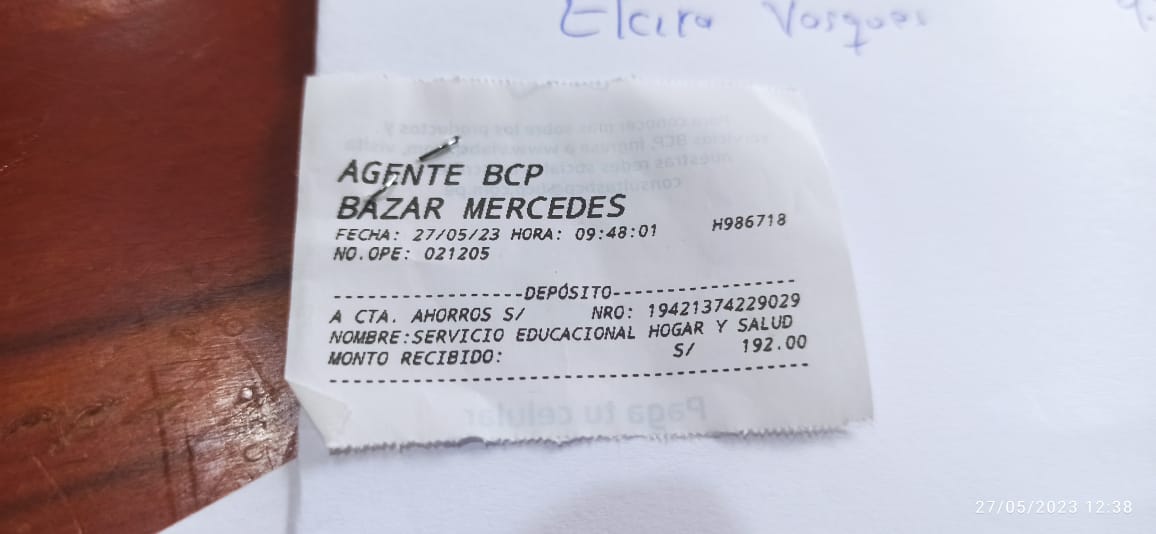 Elcira Vasques
AGENTE BCP
BAZAR MERCEDES
FECHA: 27/05/23 HORA: 09:48:01 H986718
NO.OPE: 021205
------------------DEPÓSITO------------------
A CTA. AHORROS S/ NRO: 19421374229029
NOMBRE:SERVICIO EDUCACIONAL HOGAR Y SALUD
MONTO RECIBIDO: S/ 192.00
Paga tu celular
27/05/2023 12:38